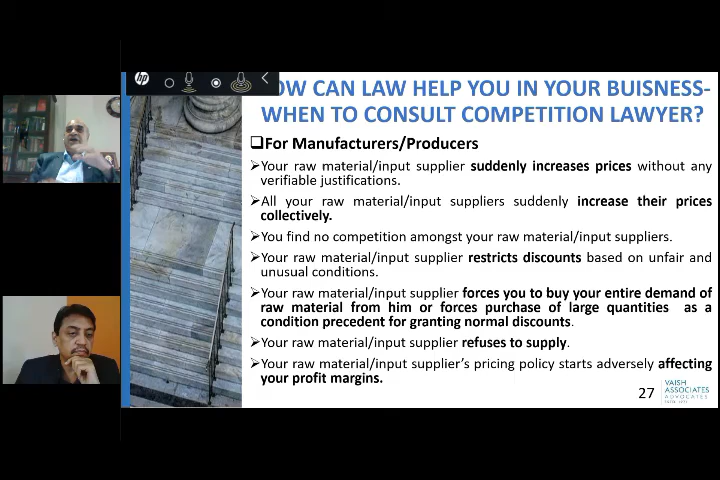 hp
OW CAN LAW HELP YOU IN YOUR BUISNESS-
WHEN TO CONSULT COMPETITION LAWYER?
❑For Manufacturers/Producers
➢Your raw material/input supplier suddenly increases prices without any
verifiable justifications.
➢All your raw material/input suppliers suddenly increase their prices
collectively.
➢You find no competition amongst your raw material/input suppliers.
➢Your raw material/input supplier restricts discounts based on unfair and
unusual conditions.
➢Your raw material/input supplier forces you to buy your entire demand of
raw material from him or forces purchase of large quantities as a
condition precedent for granting normal discounts.
➢Your raw material/input supplier refuses to supply.
➢Your raw material/input supplier's pricing policy starts adversely affecting
your profit margins.
27
VAISH
ASSOCIATES
ADVOCATES